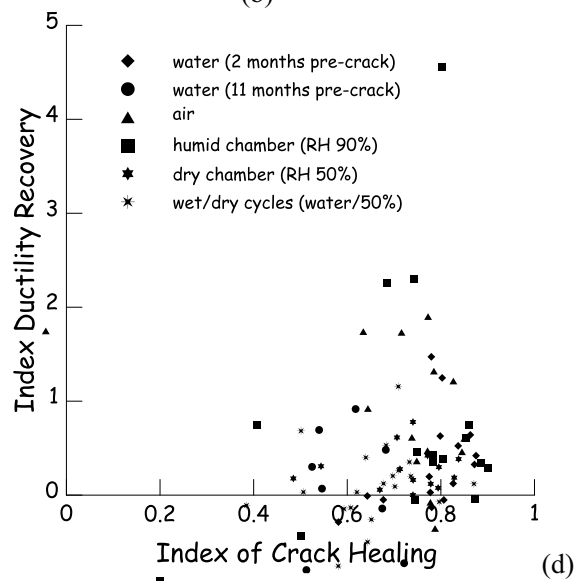 (b)
5
water (2 months pre-crack)
water (11 months pre-crack)
4
air
humid chamber (RH 90%)
dry chamber (RH 50%)
3
wet/dry cycles (water/50%)
Index Ductility Recovery
2
1
0
0 0.2 0.4 0.6 0.8 1
Index of Crack Healing
(d)